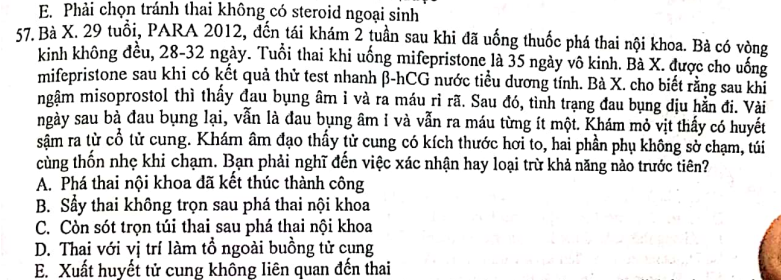 E. Phải chọn tránh thai không có steroid ngoại sinh
57. Bà X. 29 tuổi, PARA 2012, đến tái khám 2 tuần sau khi đã uống thuốc phá thai nội khoa. Bà có vòng
kinh không đều, 28-32 ngày. Tuổi thai khi uống mifepristone là 35 ngày vô kinh. Bà X. được cho uống
mifepristone sau khi có kết quả thử test nhanh β-hCG nước tiểu dương tính. Bà X. cho biết rằng sau khi
ngậm misoprostol thì thấy đau bụng âm ỉ và ra máu rỉ rã. Sau đó, tình trạng đau bụng dịu hẳn đi. Vài
ngày sau bà đau bụng lại, vẫn là đau bụng âm ỉ và vẫn ra máu từng ít một. Khám mỏ vịt thấy có huyết
sậm ra từ cổ tử cung. Khám âm đạo thấy tử cung có kích thước hơi to, hai phần phụ không sờ chạm, túi
cùng thốn nhẹ khi chạm. Bạn phải nghĩ đến việc xác nhận hay loại trừ khả năng nào trước tiên?
A. Phá thai nội khoa đã kết thúc thành công
B. Sẩy thai không trọn sau phá thai nội khoa
C. Còn sót trọn túi thai sau phá thai nội khoa
D. Thai với vị trí làm tổ ngoài buồng tử cung
E. Xuất huyết tử cung không liên quan đến thai